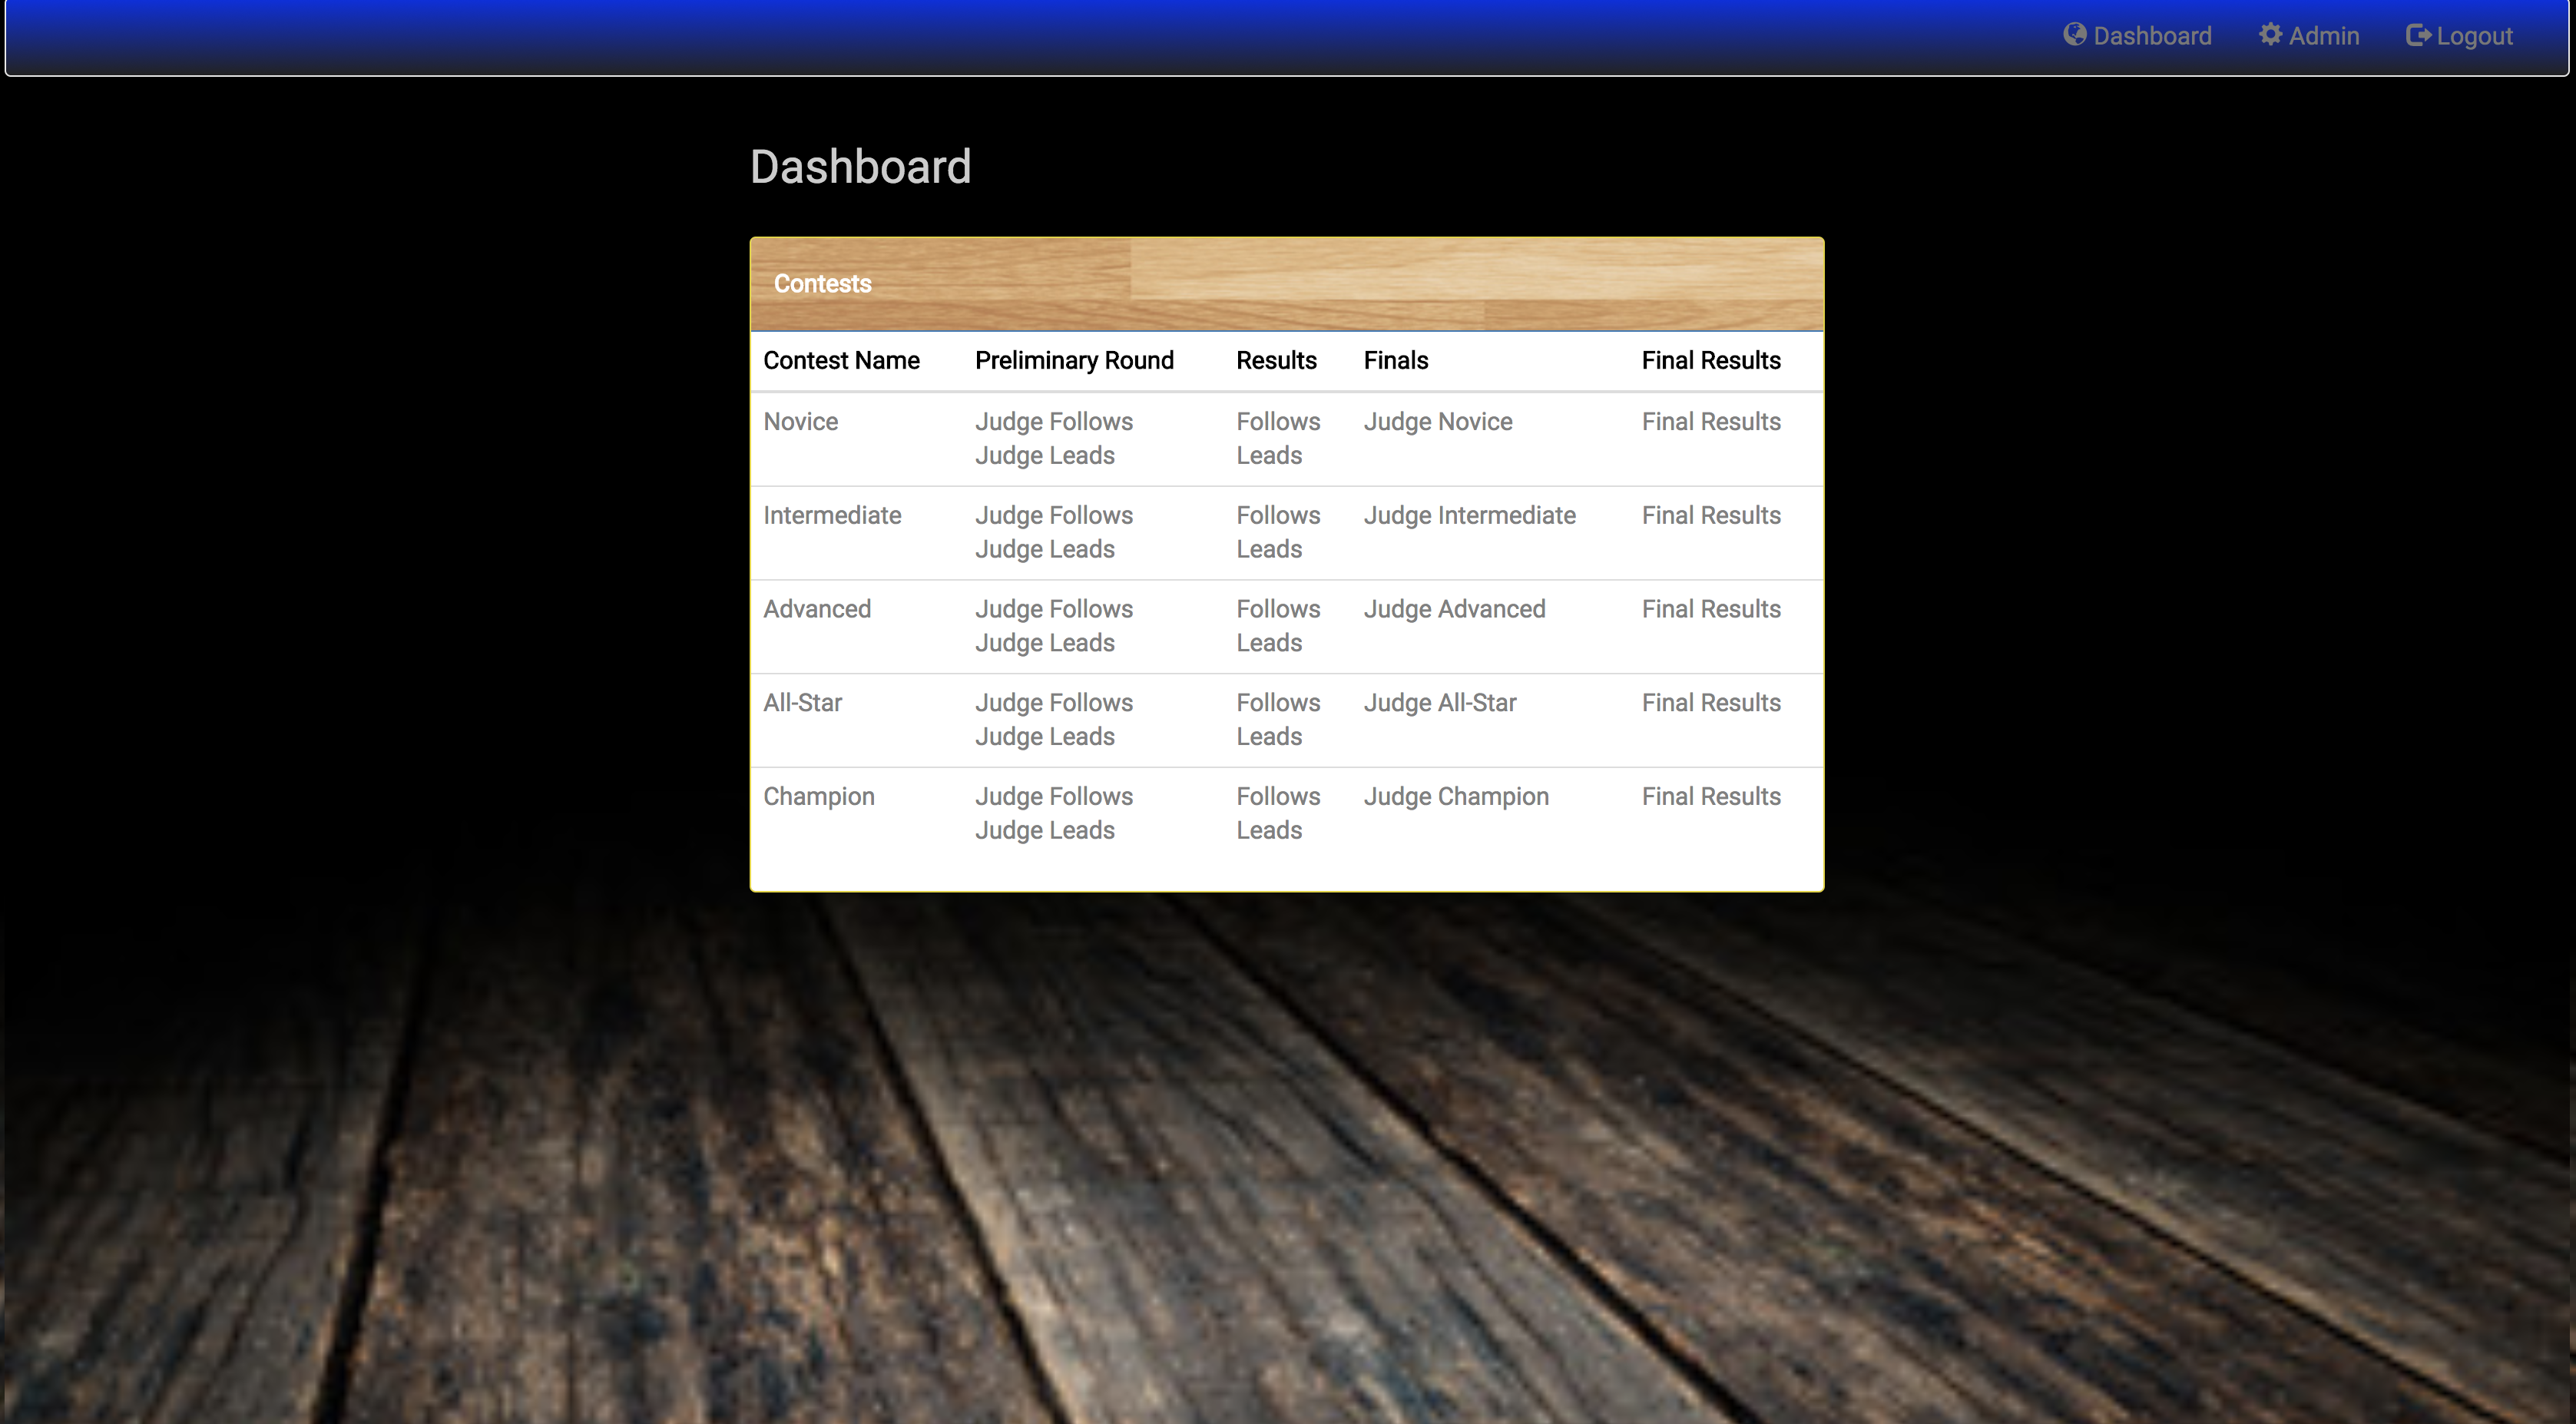 Dashboard Admin Logout
Dashboard
Contests
Contest Name Preliminary Round Results Finals Final Results
Novice Judge Follows Follows Judge Novice Final Results
Judge Leads Leads
Intermediate Judge Follows Follows Judge Intermediate Final Results
Judge Leads Leads
Advanced Judge Follows Follows Judge Advanced Final Results
Judge Leads Leads
All-Star Judge Follows Follows Judge All-Star Final Results
Judge Leads Leads
Champion Judge Follows Follows Judge Champion Final Results
Judge Leads Leads